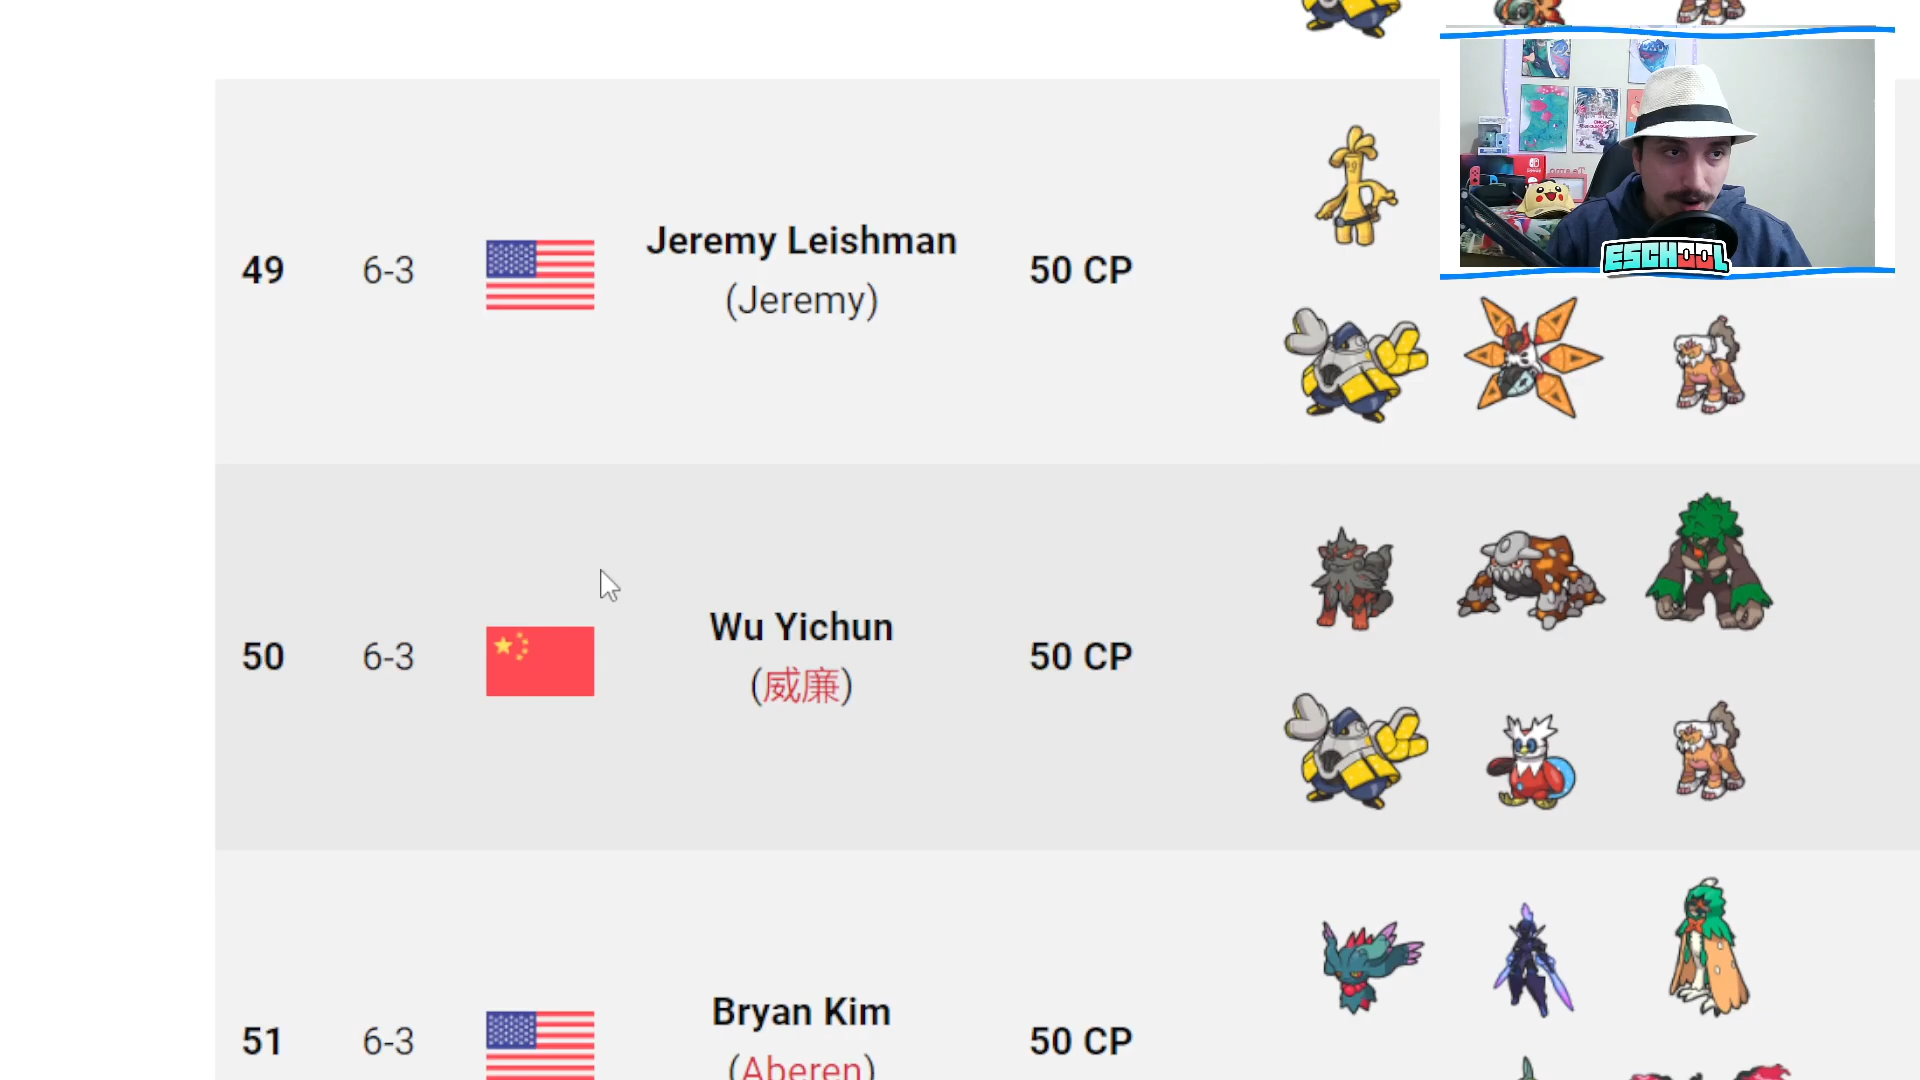 49 6-3 Jeremy Leishman 50 CP
(Jeremy)
ESCHOOL
50 6-3 Wu Yichun 50 CP
(威廉)
51 6-3 Bryan Kim 50 CP
(Aberen)